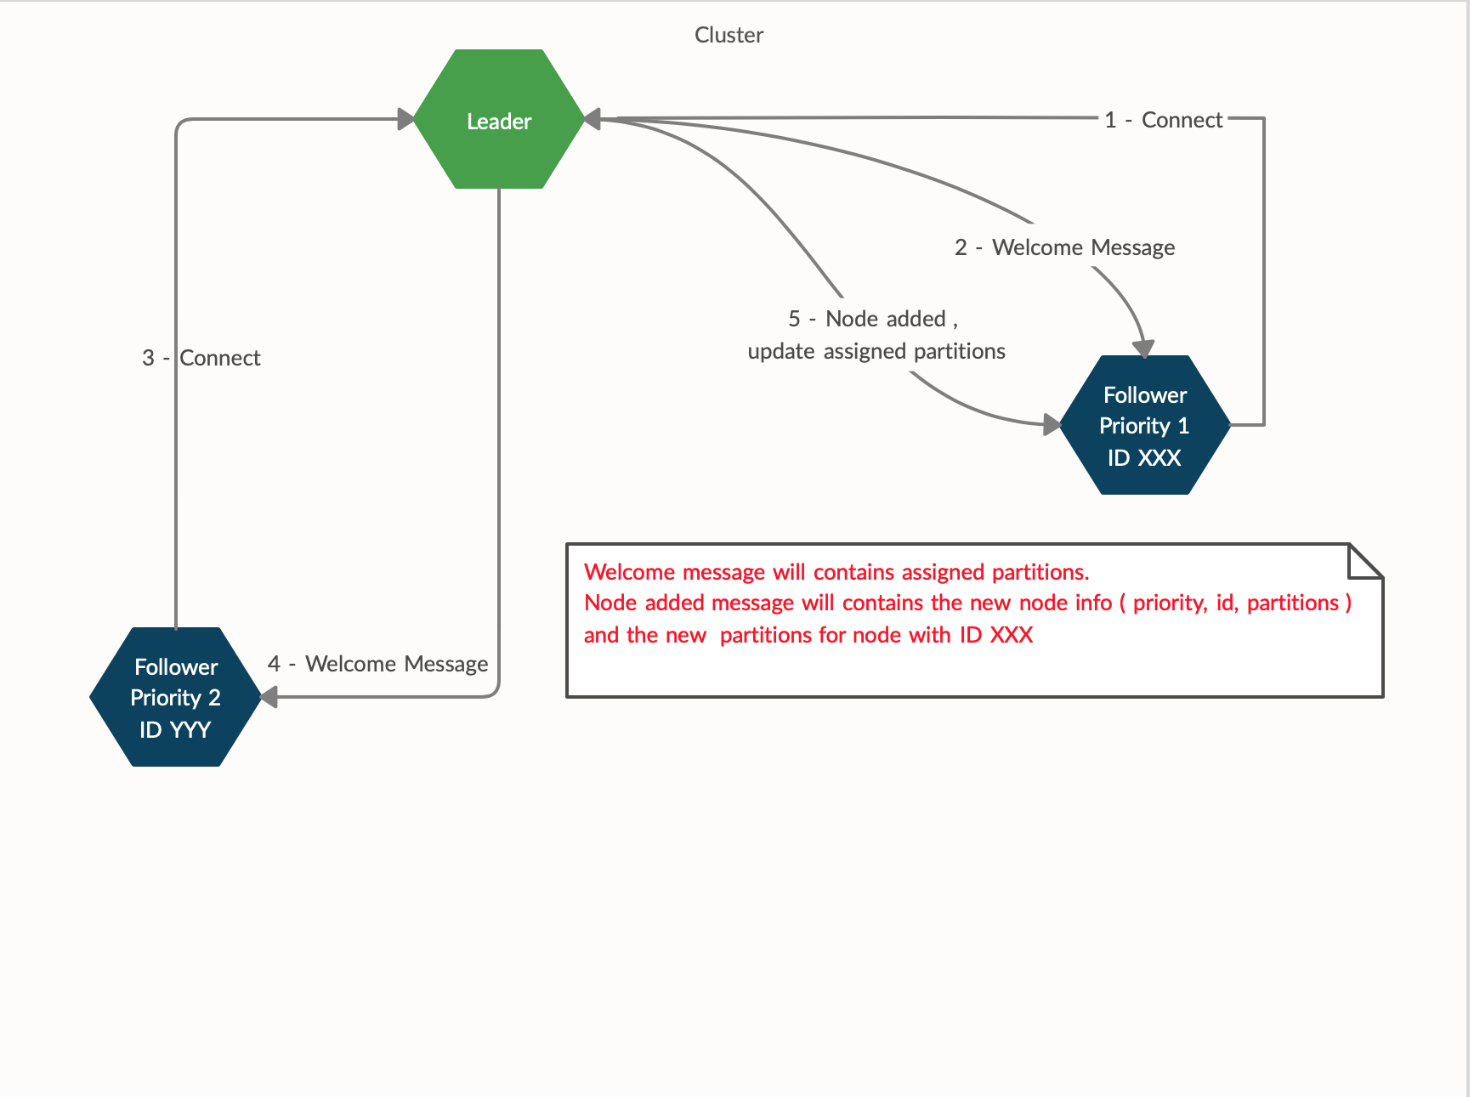 Cluster
Leader
1 - Connect
2 - Welcome Message
5 - Node added ,
update assigned partitions
3 - Connect
Follower
Priority 1
ID XXX
Welcome message will contains assigned partitions.
Node added message will contains the new node info ( priority, id, partitions )
and the new partitions for node with ID XXX
4 - Welcome Message
Follower
Priority 2
ID YYY